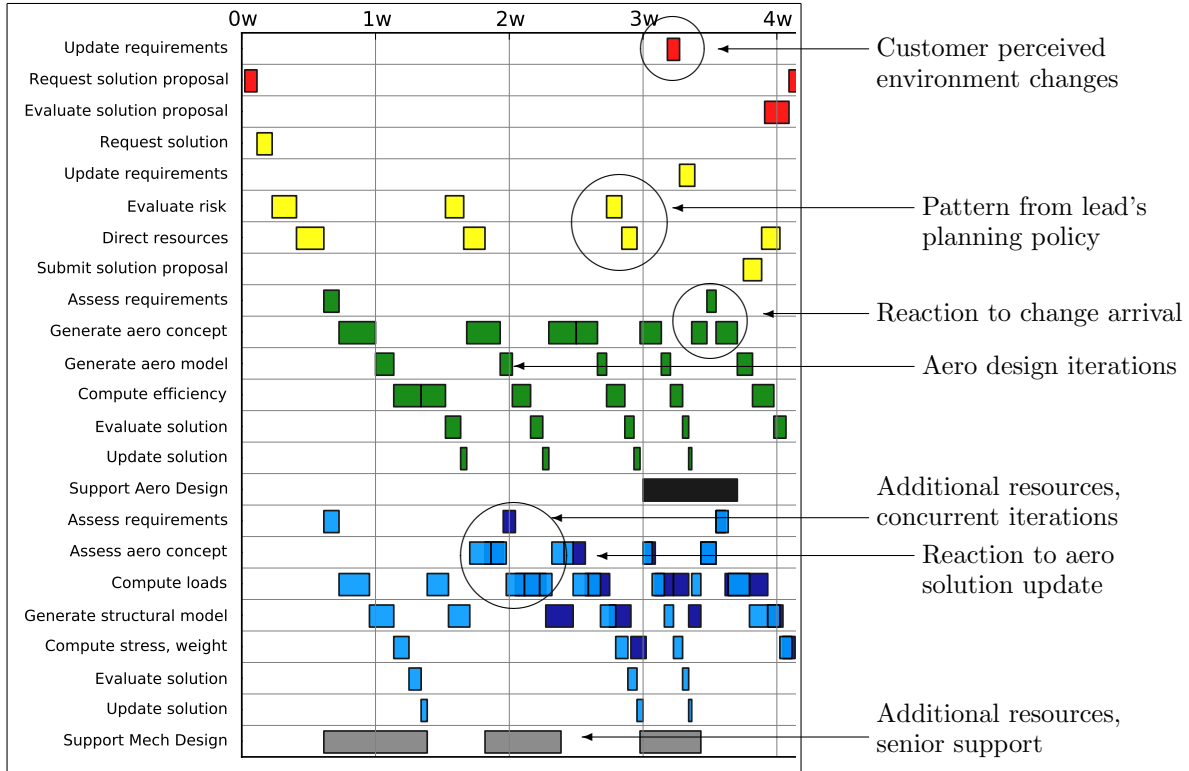 0w 1w 2w 3w 4w
Update requirements
Customer perceived
environment changes
Request solution proposal
Evaluate solution proposal
Request solution
Update requirements
Evaluate risk
Pattern from lead's
planning policy
Direct resources
Submit solution proposal
Assess requirements
Reaction to change arrival
Generate aero concept
Generate aero model
Aero design iterations
Compute efficiency
Evaluate solution
Update solution
Support Aero Design
Additional resources,
concurrent iterations
Assess requirements
Assess aero concept
Reaction to aero
solution update
Compute loads
Generate structural model
Compute stress, weight
Evaluate solution
Update solution
Additional resources,
senior support
Support Mech Design